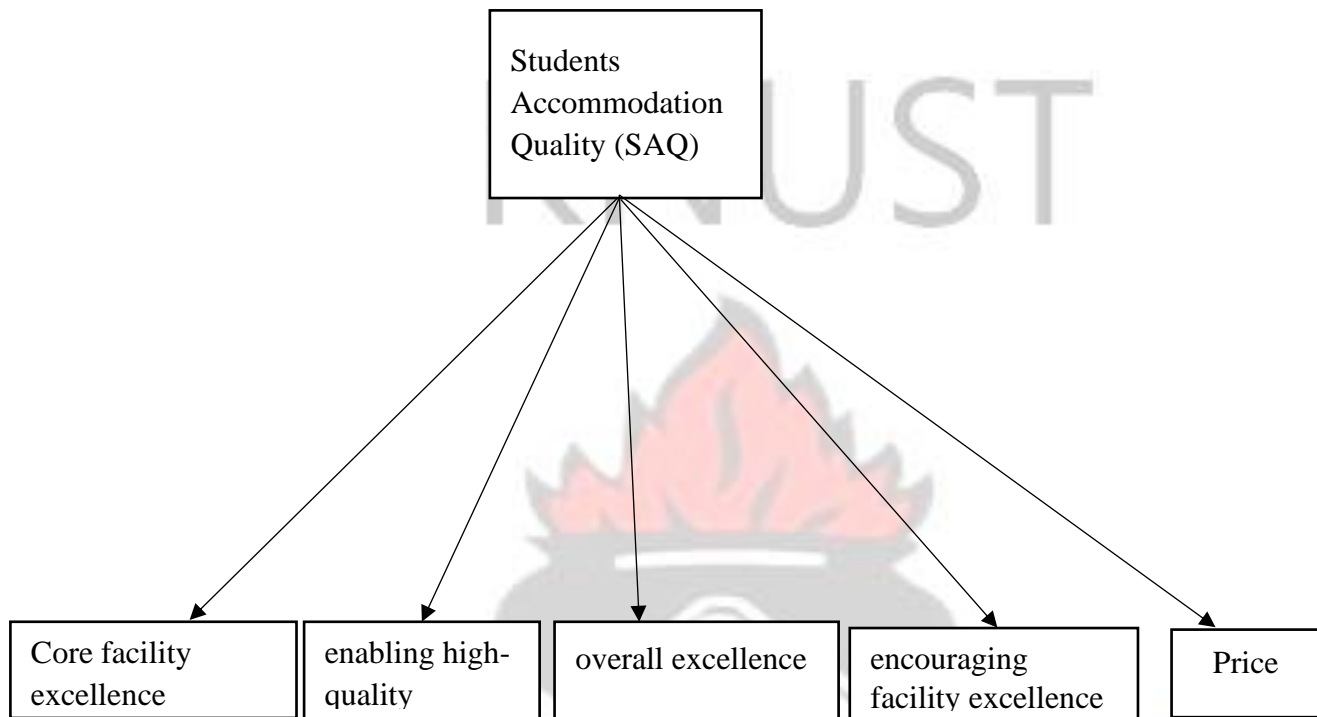 Students
Accommodation
Quality (SAQ)
KNUST
Core facility
excellence
enabling high-
quality
overall excellence
encouraging
facility excellence
Price